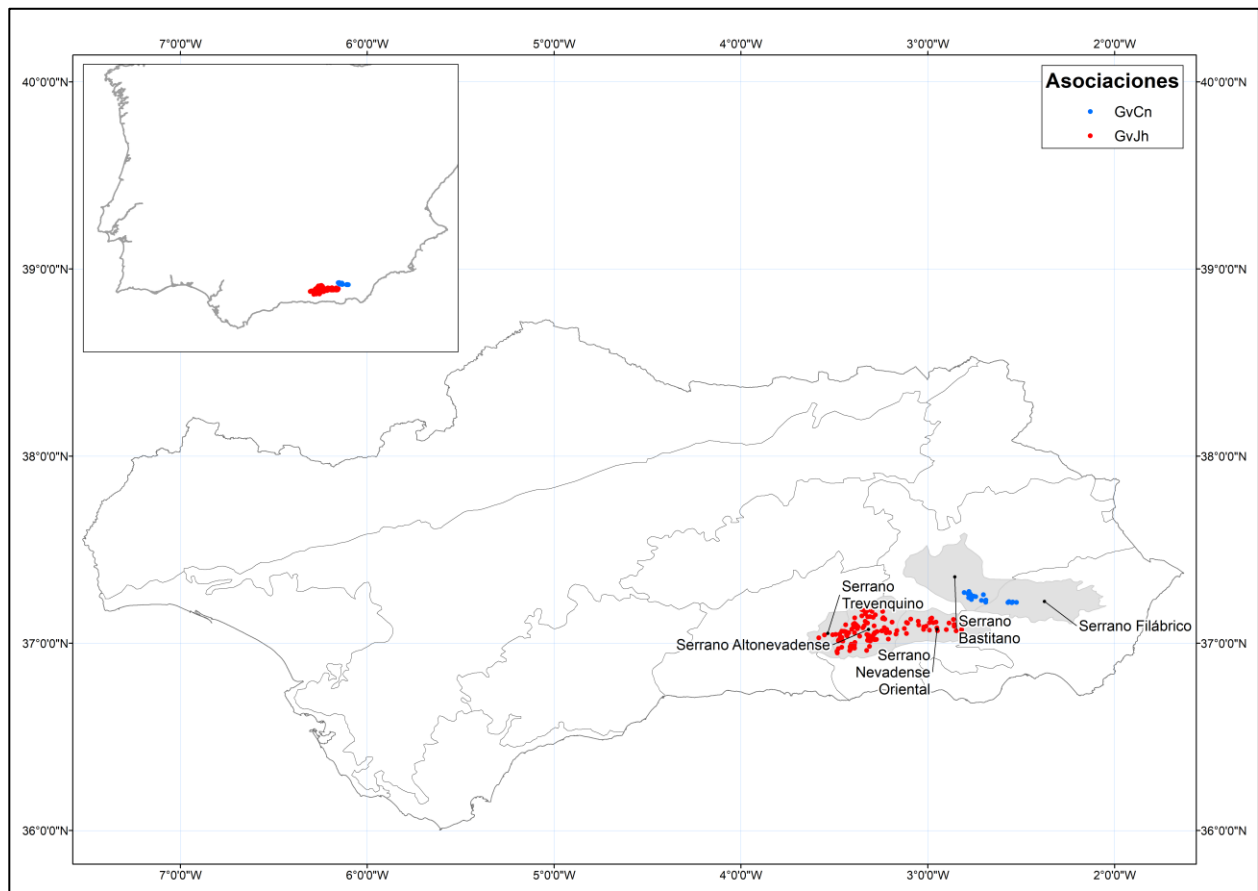 7°0'0"W 6°0'0"W 5°0'0"W 4°0'0"W 3°0'0"W 2°0'0"W
40°0'0"N 40°0'0"N
Asociaciones
GvCn
GvJh
39°0'0"N 39°0'0"N
38°0'0"N 38°0'0"N
Serrano
Trevenquino
Serrano Altonevadense
Serrano
Nevadense
Oriental
Serrano
Bastitano
Serrano Filábrico
37°0'0"N 37°0'0"N
36°0'0"N 36°0'0"N
7°0'0"W 6°0'0"W 5°0'0"W 4°0'0"W 3°0'0"W 2°0'0"W